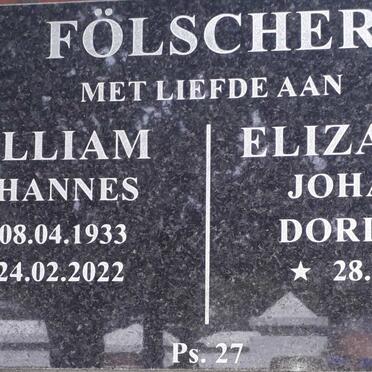 FÖLSCHER
MET LIEFDE AAN
LLIAM
HANNES
08.04.1933
24.02.2022
ELIZA
JOHA
DORI
★ 28.
Ps. 27